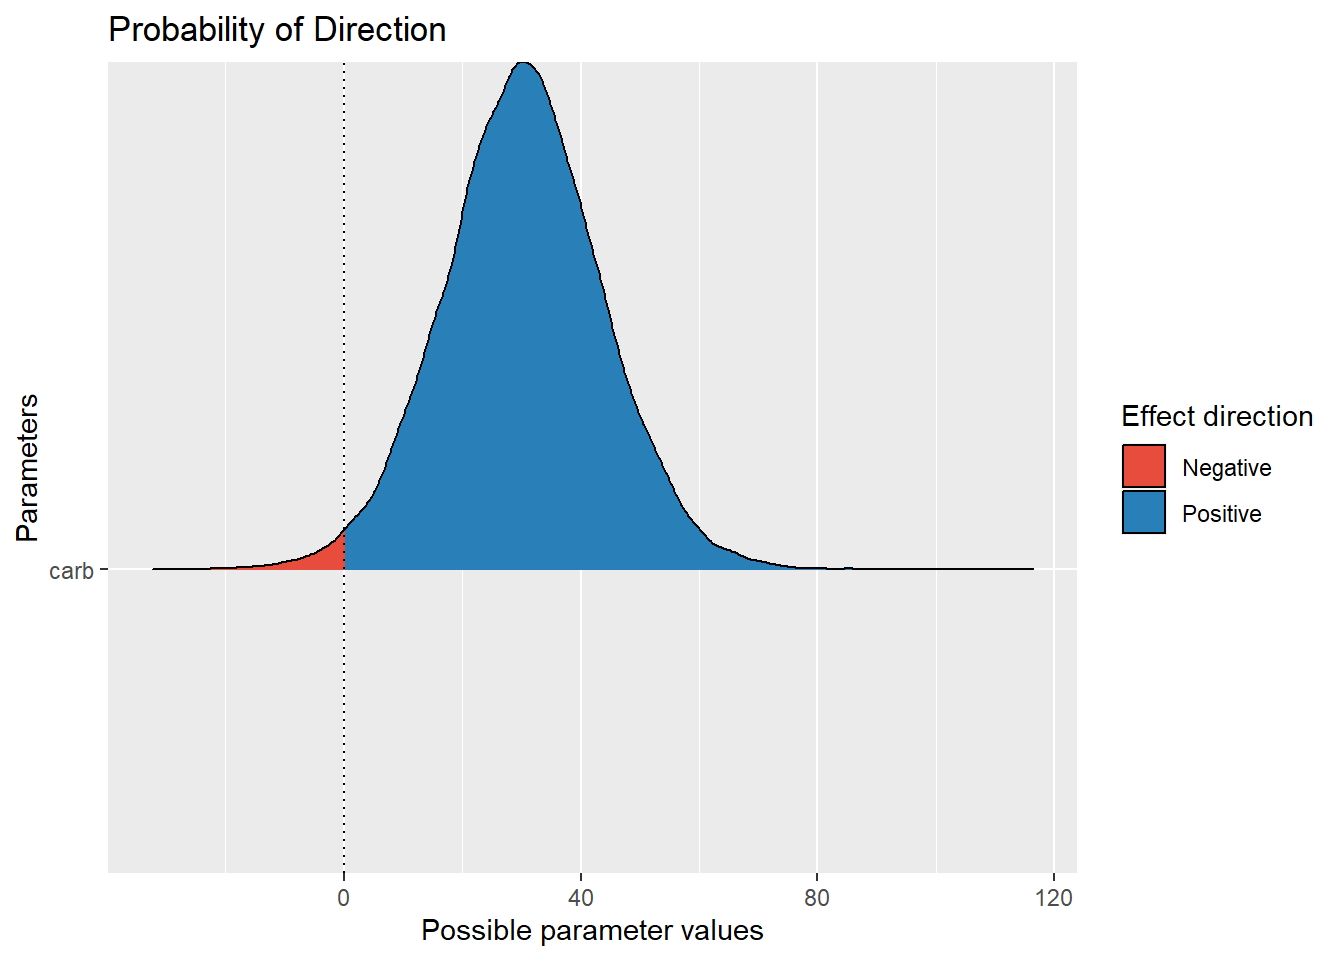 Probability of Direction
Parameters
carb
0
40
80
120
Possible parameter values
Effect direction
Negative
Positive